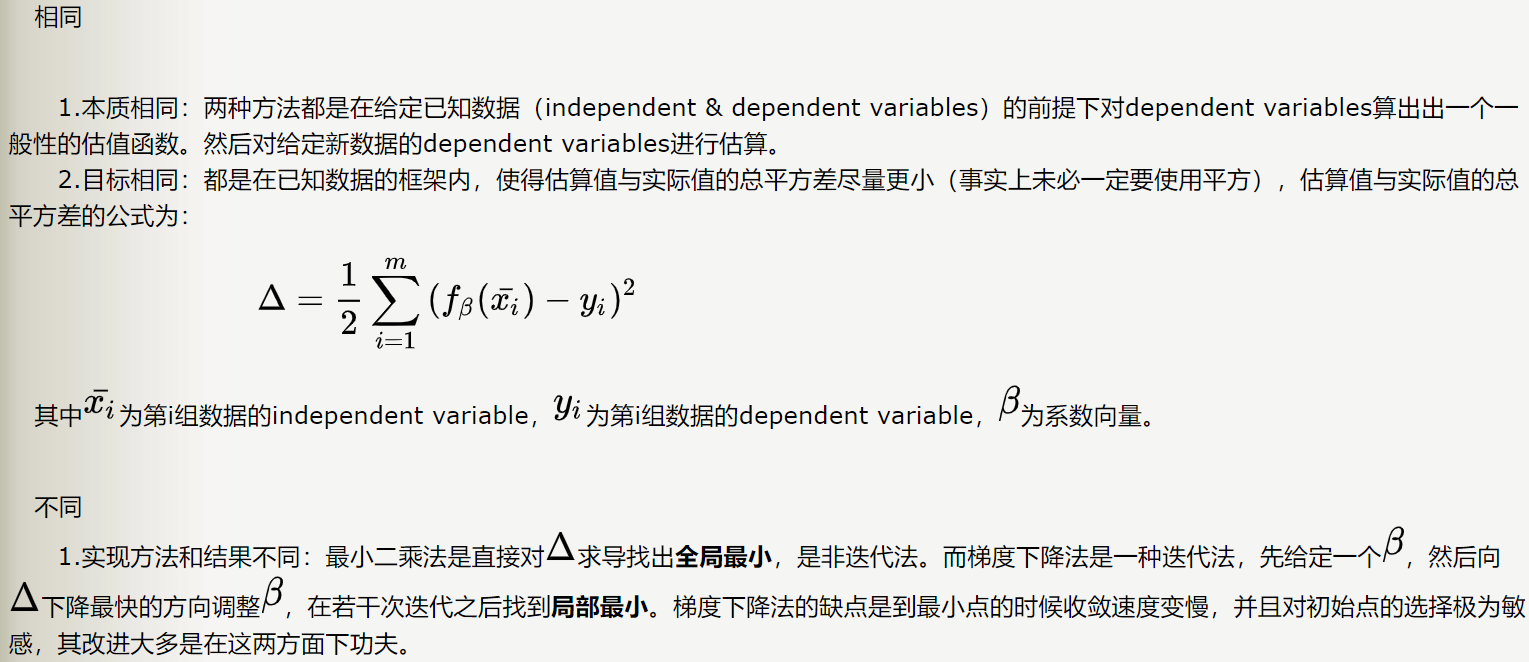 相同
1.本质相同：两种方法都是在给定已知数据（independent & dependent variables）的前提下对dependent variables算出出一个一
般性的估值函数。然后对给定新数据的dependent variables进行估算。
2.目标相同：都是在已知数据的框架内，使得估算值与实际值的总平方差尽量更小（事实上未必一定要使用平方），估算值与实际值的总
平方差的公式为：
Δ = \frac{1}{2} \sum_{i=1}^{m} (f_β(\bar{x_i}) − y_i)^2
其中\bar{x_i}为第i组数据的independent variable，y_i为第i组数据的dependent variable，β为系数向量。
不同
1.实现方法和结果不同：最小二乘法是直接对Δ求导找出全局最小，是非迭代法。而梯度下降法是一种迭代法，先给定一个β，然后向
Δ下降最快的方向调整β，在若干次迭代之后找到局部最小。梯度下降法的缺点是到最小点的时候收敛速度变慢，并且对初始点的选择极为敏
感，其改进大多是在这两方面下功夫。